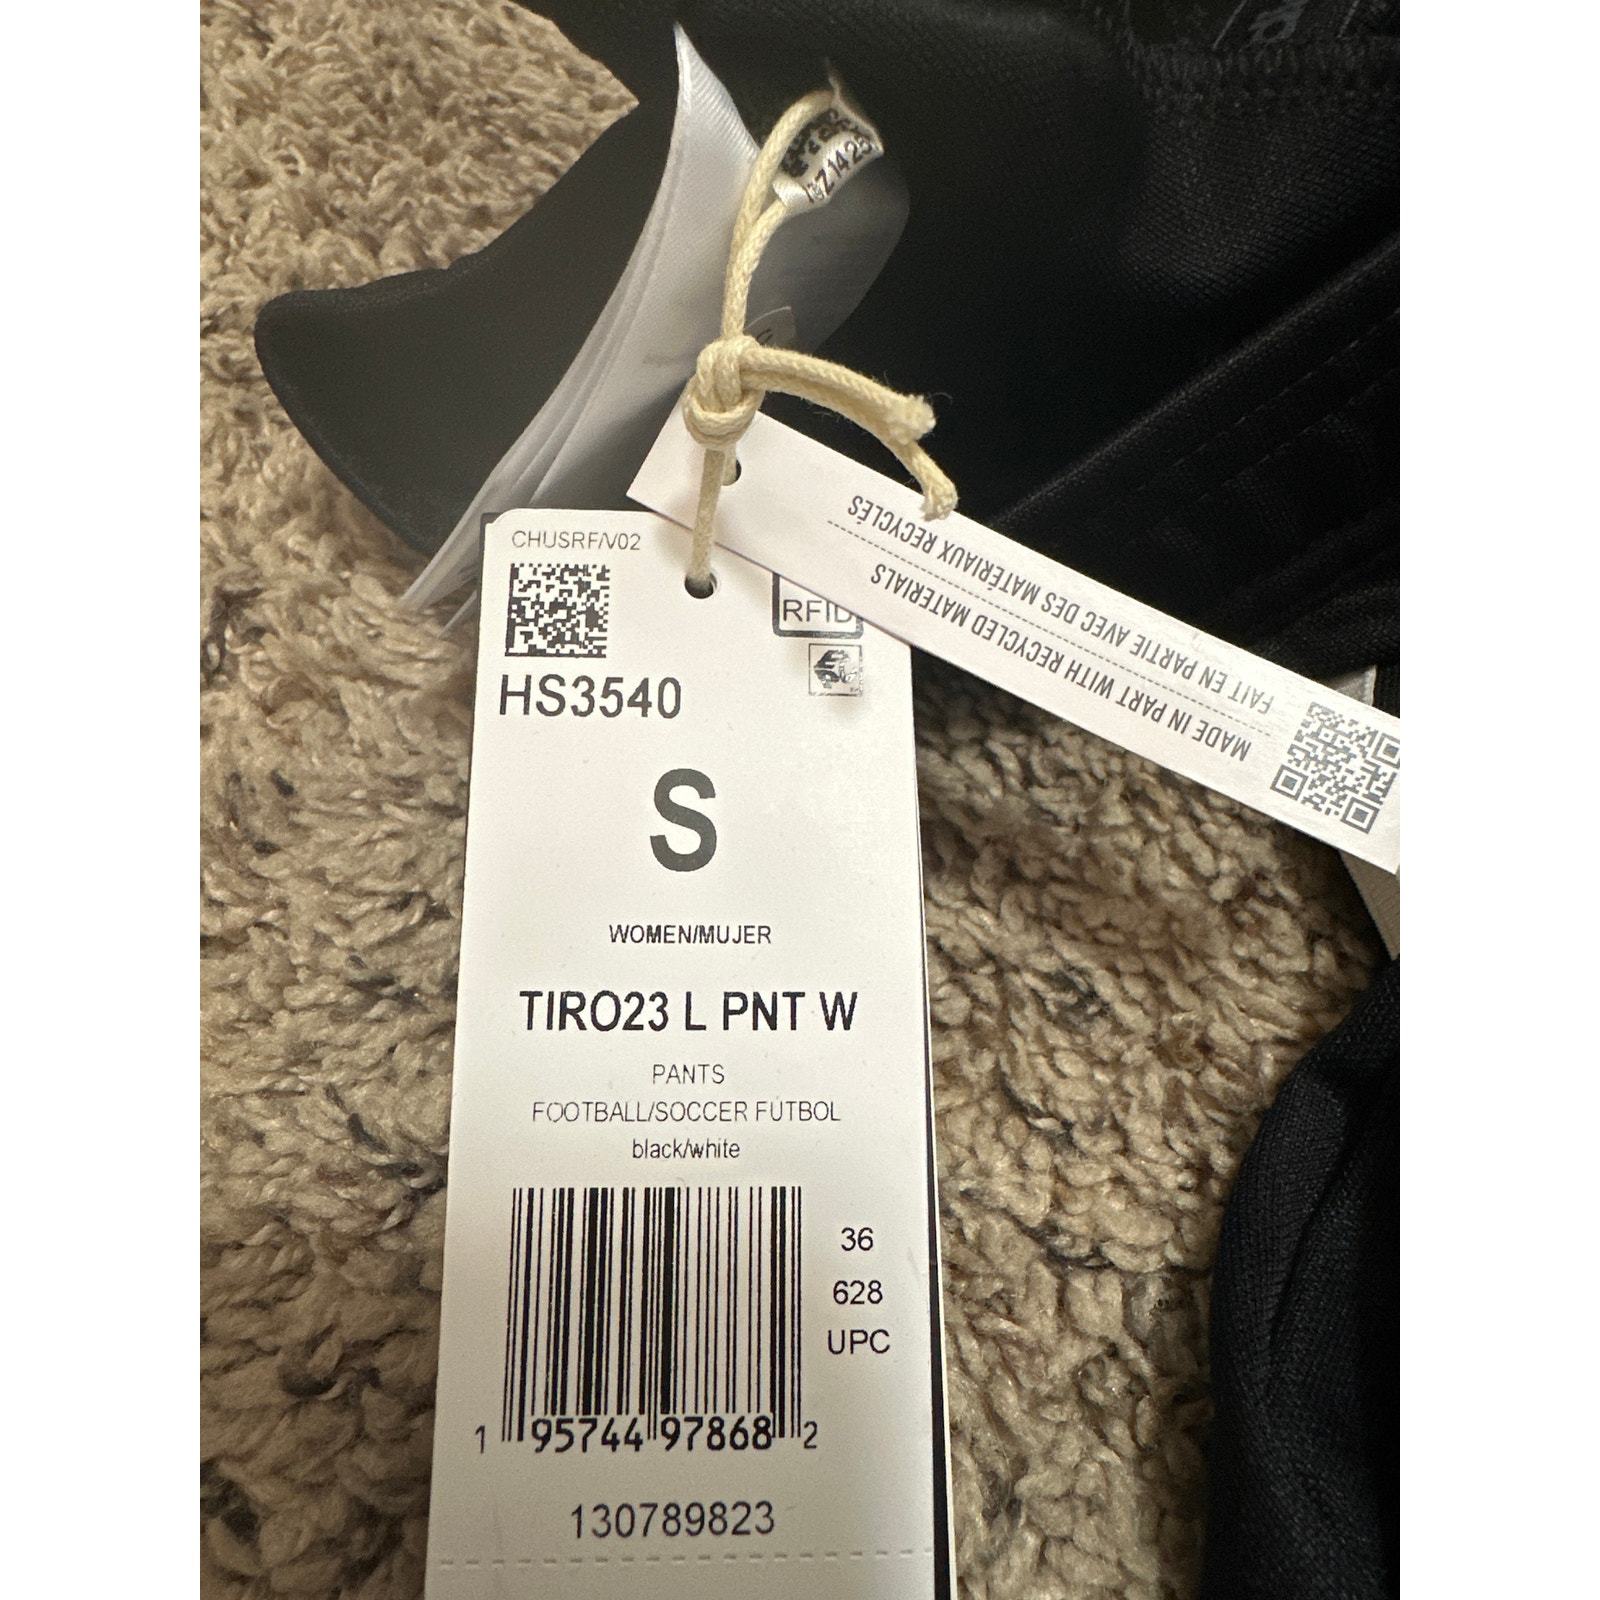 CHUSRF/V02
RFID
HS3540
S
WOMEN/MUJER
TIRO23 L PNT W
PANTS
FOOTBALL/SOCCER FÚTBOL
black/white
36
628
UPC
1 95744 97868 2
130789823
MADE IN PART WITH RECYCLED MATERIALS
FAIT EN PARTIE AVEC DES MATÉRIAUX RECYCLÉS